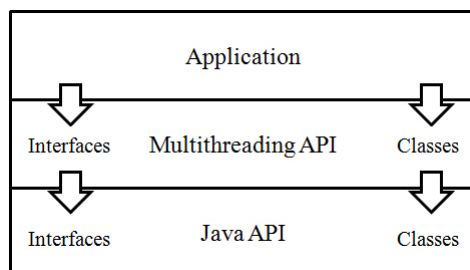 Application
Interfaces Multithreading API Classes
Interfaces Java API Classes